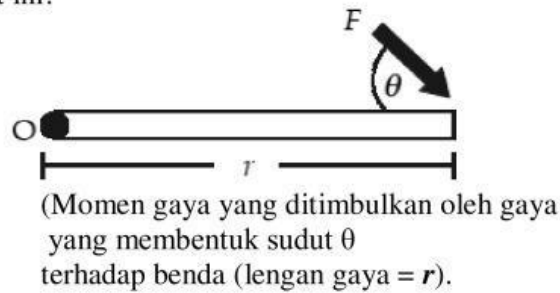 F
θ
O
r
(Momen gaya yang ditimbulkan oleh gaya
yang membentuk sudut θ
terhadap benda (lengan gaya = r).